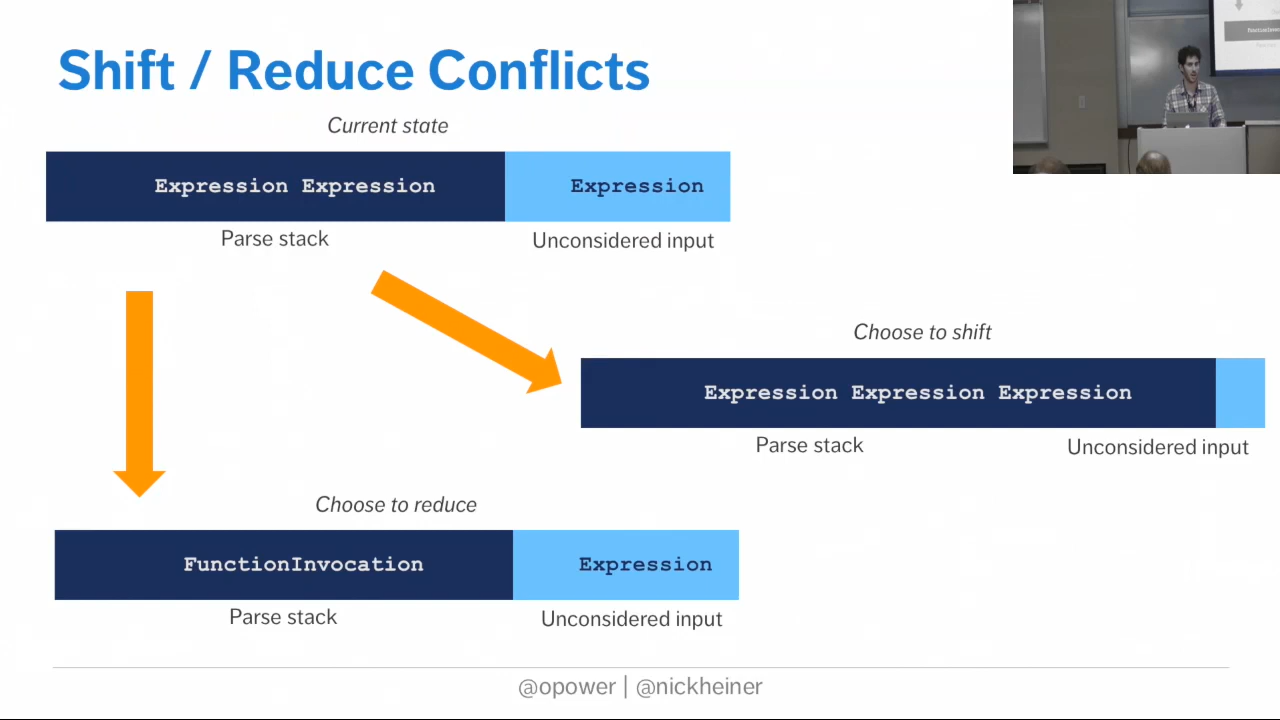 Shift / Reduce Conflicts
Current state
Expression Expression
Expression
Parse stack
Unconsidered input
Choose to shift
Expression Expression Expression
Parse stack
Unconsidered input
Choose to reduce
FunctionInvocation
Expression
Parse stack
Unconsidered input
@opower | @nickheiner